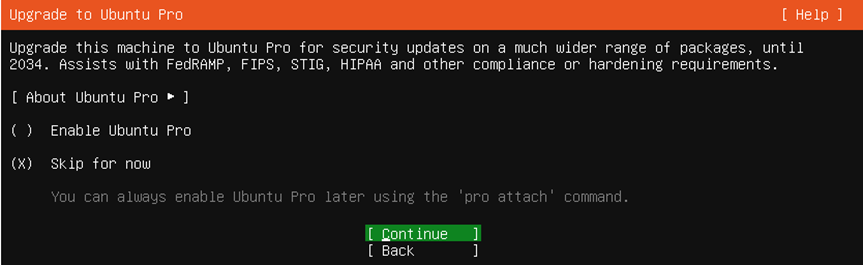 Upgrade to Ubuntu Pro [ Help ]
Upgrade this machine to Ubuntu Pro for security updates on a much wider range of packages, until
2034. Assists with FedRAMP, FIPS, STIG, HIPAA and other compliance or hardening requirements.
[ About Ubuntu Pro ▸ ]
( ) Enable Ubuntu Pro
(X) Skip for now
You can always enable Ubuntu Pro later using the 'pro attach' command.
[ Continue ]
[ Back ]